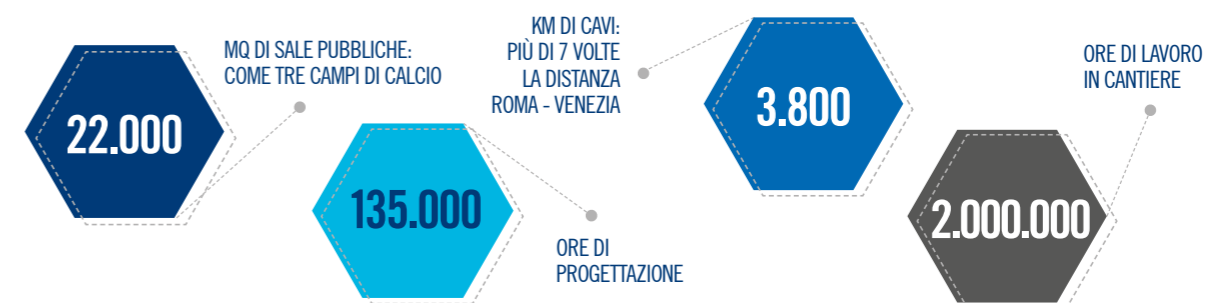 22.000
MQ DI SALE PUBBLICHE:
COME TRE CAMPI DI CALCIO
135.000
ORE DI
PROGETTAZIONE
KM DI CAVI:
PIÙ DI 7 VOLTE
LA DISTANZA
ROMA - VENEZIA
3.800
ORE DI LAVORO
IN CANTIERE
2.000.000